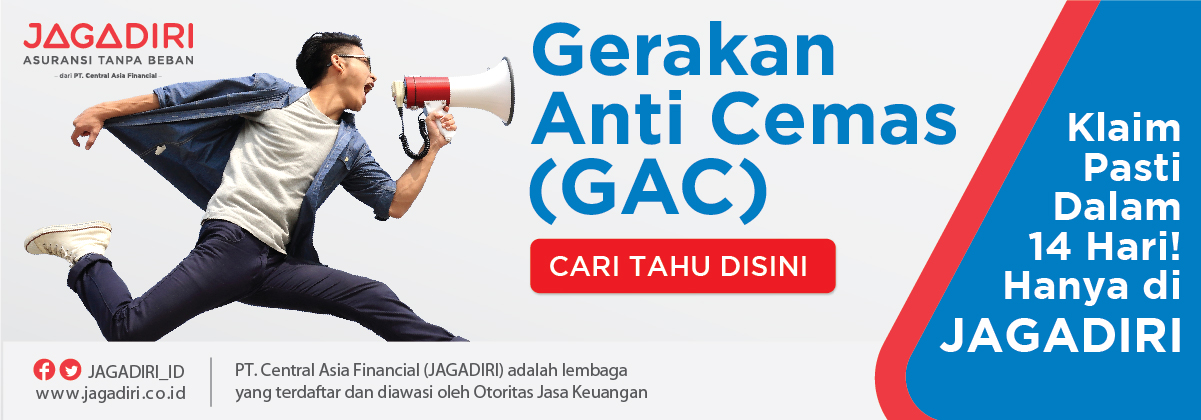 JAGADIRI
ASURANSI TANPA BEBAN
- dari PT. Central Asia Financial -
Gerakan
Anti Cemas
(GAC)
CARI TAHU DISINI
Klaim
Pasti
Dalam
14 Hari!
Hanya di
JAGADIRI
JAGADIRI_ID
www.jagadiri.co.id
PT. Central Asia Financial (JAGADIRI) adalah lembaga
yang terdaftar dan diawasi oleh Otoritas Jasa Keuangan